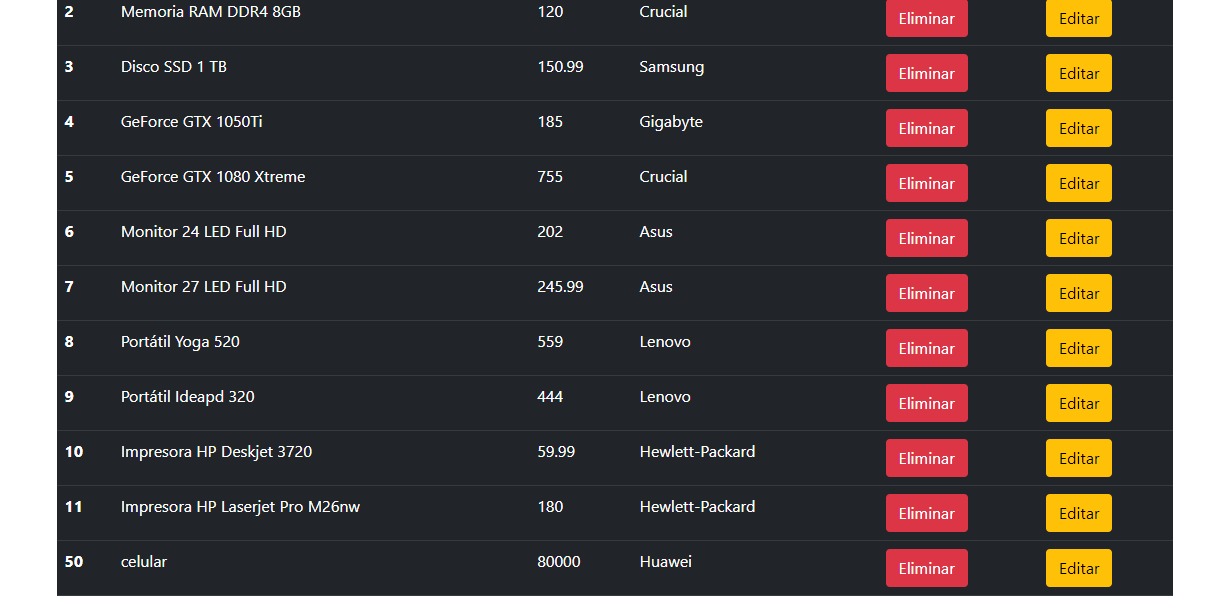 2 Memoria RAM DDR4 8GB 120 Crucial Eliminar Editar
3 Disco SSD 1 TB 150.99 Samsung Eliminar Editar
4 GeForce GTX 1050Ti 185 Gigabyte Eliminar Editar
5 GeForce GTX 1080 Xtreme 755 Crucial Eliminar Editar
6 Monitor 24 LED Full HD 202 Asus Eliminar Editar
7 Monitor 27 LED Full HD 245.99 Asus Eliminar Editar
8 Portátil Yoga 520 559 Lenovo Eliminar Editar
9 Portátil Ideapd 320 444 Lenovo Eliminar Editar
10 Impresora HP Deskjet 3720 59.99 Hewlett-Packard Eliminar Editar
11 Impresora HP Laserjet Pro M26nw 180 Hewlett-Packard Eliminar Editar
50 celular 80000 Huawei Eliminar Editar